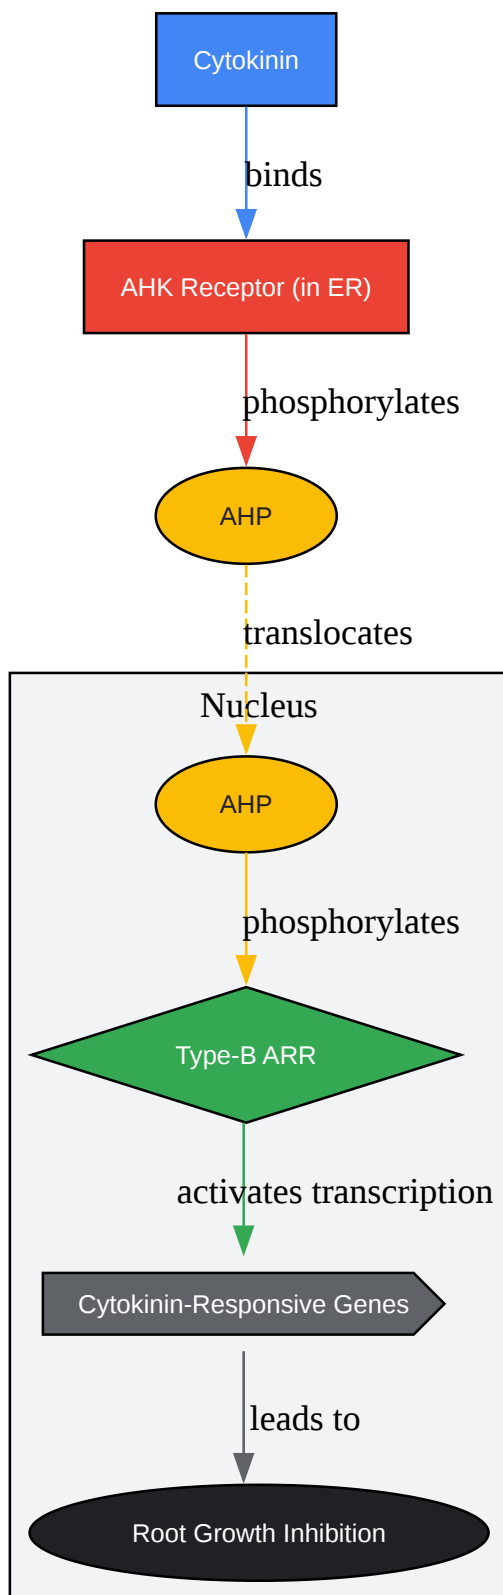 Cytokinin
binds
AHK Receptor (in ER)
phosphorylates
AHP
translocates
Nucleus
AHP
phosphorylates
Type-B ARR
activates transcription
Cytokinin-Responsive Genes
leads to
Root Growth Inhibition